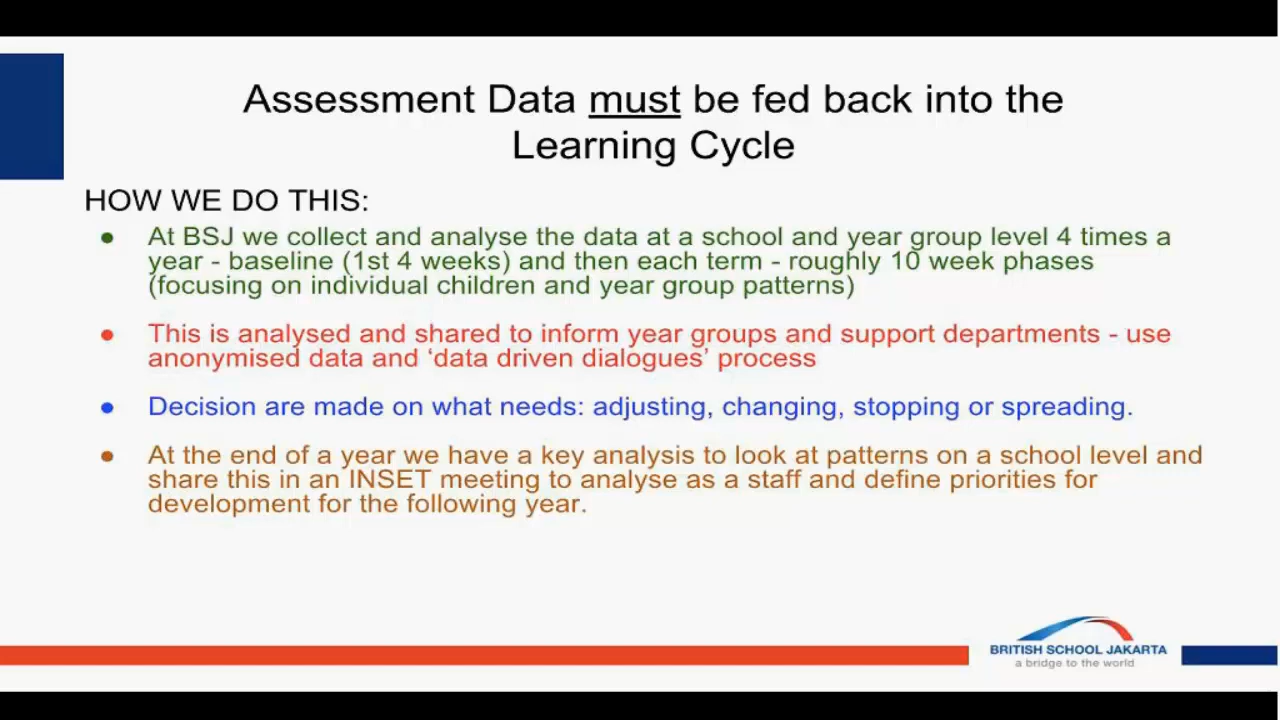 Assessment Data must be fed back into the
Learning Cycle
HOW WE DO THIS:
● At BSJ we collect and analyse the data at a school and year group level 4 times a
year - baseline (1st 4 weeks) and then each term - roughly 10 week phases
(focusing on individual children and year group patterns)
● This is analysed and shared to inform year groups and support departments - use
anonymised data and ‘data driven dialogues’ process
● Decision are made on what needs: adjusting, changing, stopping or spreading.
● At the end of a year we have a key analysis to look at patterns on a school level and
share this in an INSET meeting to analyse as a staff and define priorities for
development for the following year.
BRITISH SCHOOL JAKARTA
a bridge to the world